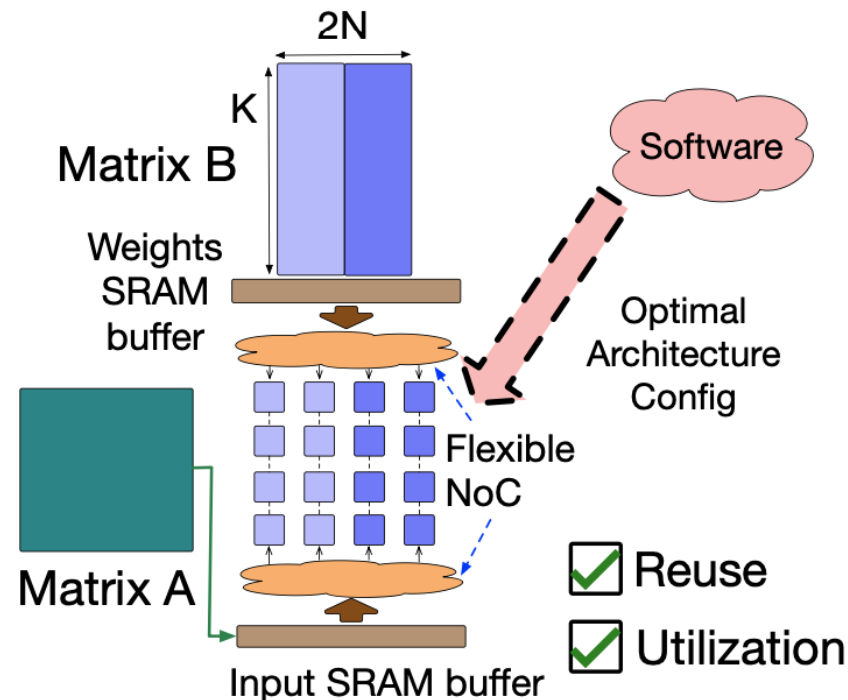 2N
K
Matrix B
Software
Weights
SRAM
buffer
Optimal
Architecture
Config
Flexible
NoC
Matrix A
Reuse
Utilization
Input SRAM buffer